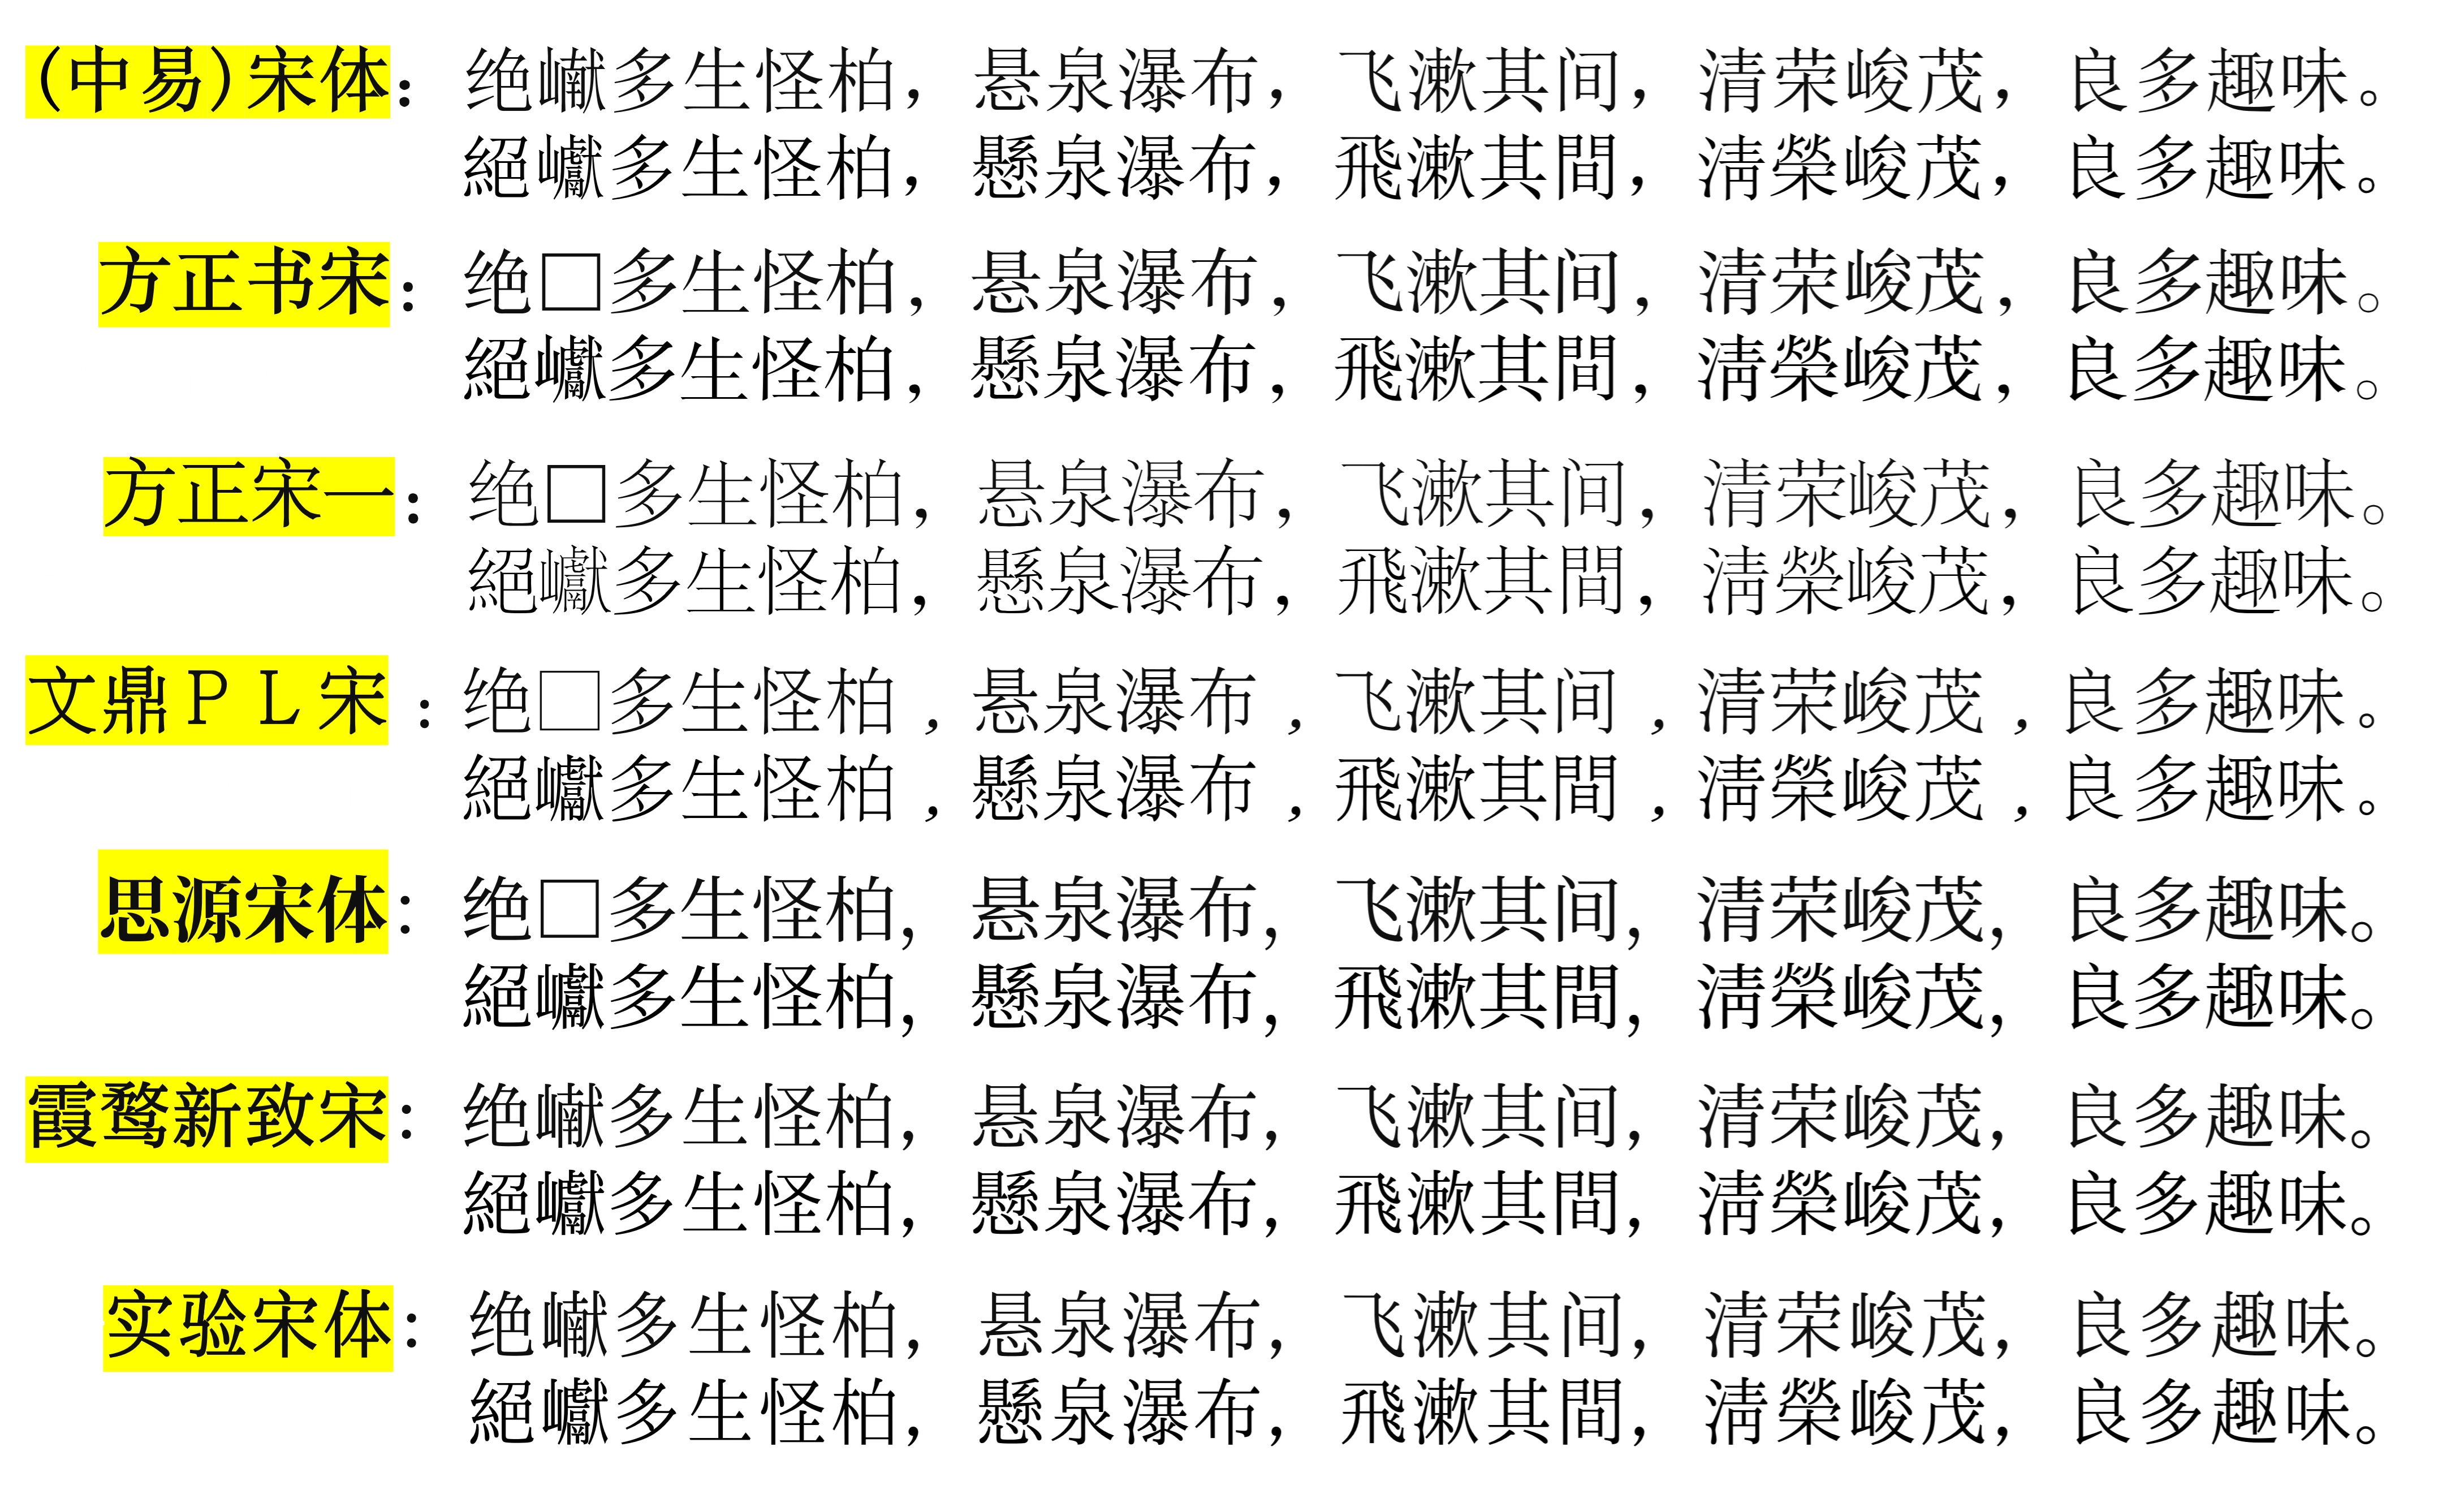 (中易)宋体：绝𪩘多生怪柏，悬泉瀑布，飞漱其间，清荣峻茂，良多趣味。
絕巘多生怪柏，懸泉瀑布，飛漱其間，淸榮峻茂，良多趣味。
方正书宋：绝□多生怪柏，悬泉瀑布，飞漱其间，清荣峻茂，良多趣味。
絕巘多生怪柏，懸泉瀑布，飛漱其間，淸榮峻茂，良多趣味。
方正宋一：绝□多生怪柏，悬泉瀑布，飞漱其间，清荣峻茂，良多趣味。
絕巘多生怪柏，懸泉瀑布，飛漱其間，淸榮峻茂，良多趣味。
文鼎ＰＬ宋：绝□多生怪柏，悬泉瀑布，飞漱其间，清荣峻茂，良多趣味。
絕巘多生怪柏，懸泉瀑布，飛漱其間，淸榮峻茂，良多趣味。
思源宋体：绝□多生怪柏，悬泉瀑布，飞漱其间，清荣峻茂，良多趣味。
絕巘多生怪柏，懸泉瀑布，飛漱其間，淸榮峻茂，良多趣味。
霞鹜新致宋：绝𪩘多生怪柏，悬泉瀑布，飞漱其间，清荣峻茂，良多趣味。
絕巘多生怪柏，懸泉瀑布，飛漱其間，淸榮峻茂，良多趣味。
实验宋体：绝𪩘多生怪柏，悬泉瀑布，飞漱其间，清荣峻茂，良多趣味。
絕巘多生怪柏，懸泉瀑布，飛漱其間，淸榮峻茂，良多趣味。